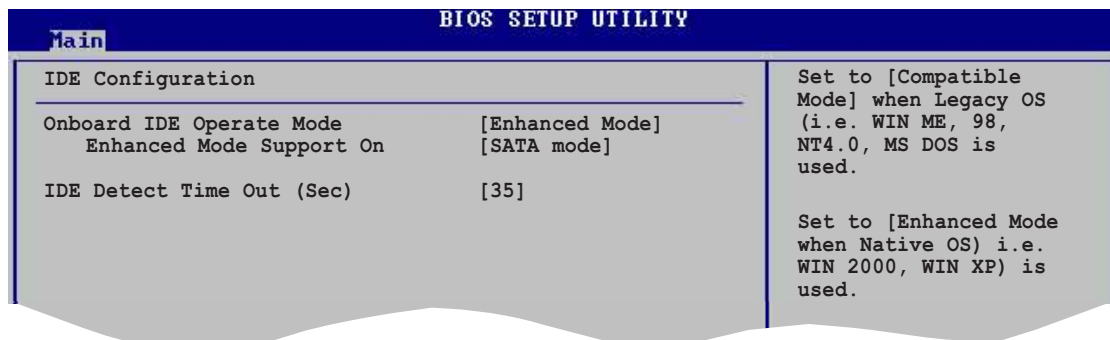 BIOS SETUP UTILITY
Main
IDE Configuration
Onboard IDE Operate Mode [Enhanced Mode]
Enhanced Mode Support On [SATA mode]
IDE Detect Time Out (Sec) [35]
Set to [Compatible
Mode] when Legacy OS
(i.e. WIN ME, 98,
NT4.0, MS DOS is
used.
Set to [Enhanced Mode
when Native OS) i.e.
WIN 2000, WIN XP) is
used.